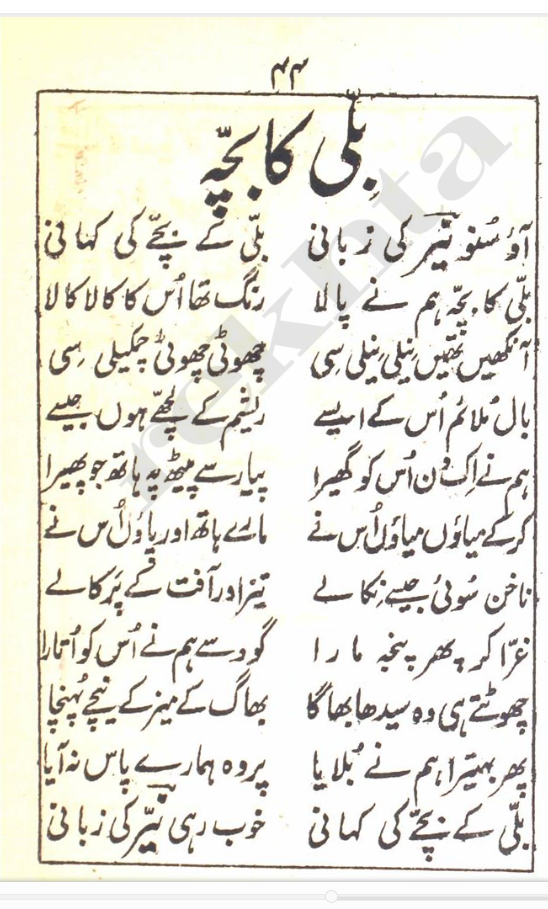 ۴۴
بلّی کا بچّہ
آؤ سُنو نیّر کی زبانی بلّی کے بچّے کی کہانی
بلّی کا بچّہ ہم نے پالا رنگ تھا اُس کا کالا کالا
آنکھیں تھیں نیلی نیلی سی چھوٹی چھوٹی چمکیلی سی
بال مُلائم اُس کے ایسے ریشم کے لچھّے ہوں جیسے
ہم نے اِک دن اُس کو گھیرا پیار سے پیٹھ پہ ہاتھ جو پھیرا
کرکے میاؤں میاؤں اُس نے مارے ہاتھ اور پاؤں اُس نے
ناخن سُوئی جیسے نِکالے تیز اور آفت کے پَرکالے
غرّا کر پھر پنجہ مارا گود سے ہم نے اُس کو اُتارا
چھوٹتے ہی وہ سیدھا بھاگا بھاگ کے میز کے نیچے پُہنچا
پھر بہتیرا ہم نے بُلایا پر وہ ہمارے پاس نہ آیا
بلّی کے بچّے کی کہانی خوب رہی نیّر کی زبانی
rekhta